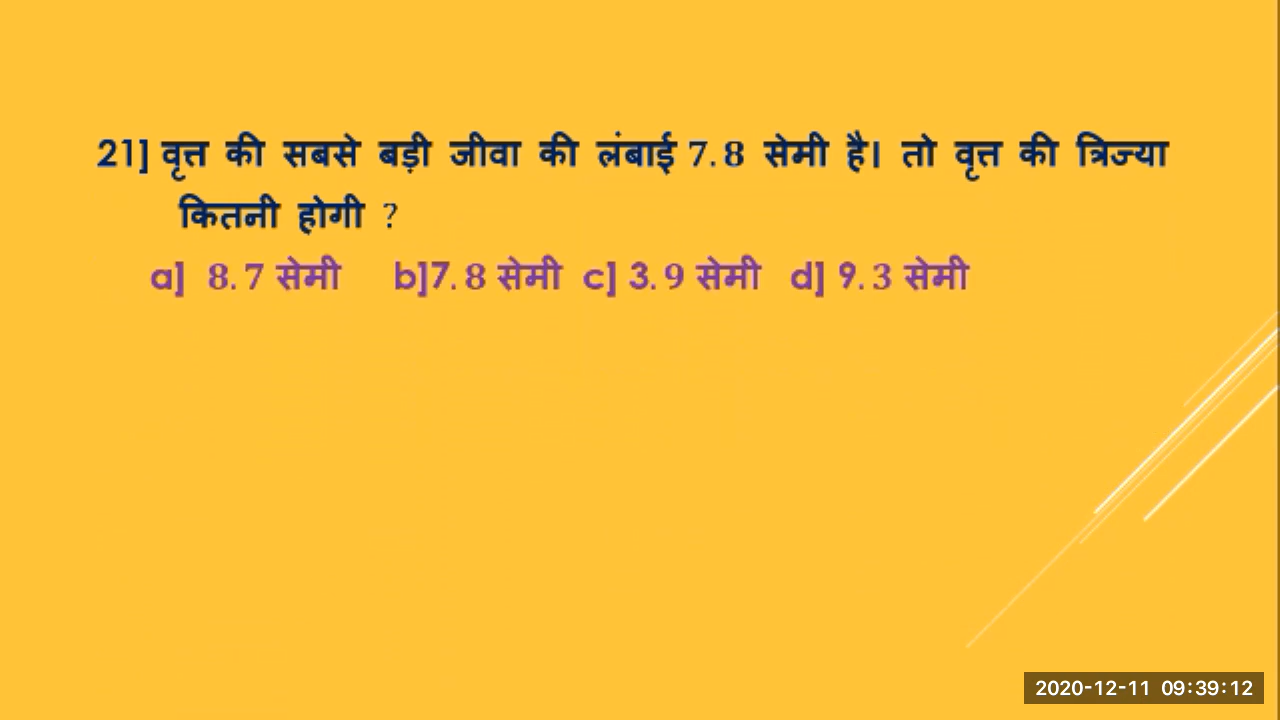 21] वृत्त की सबसे बड़ी जीवा की लंबाई 7.8 सेमी है। तो वृत्त की त्रिज्या
कितनी होगी ?
a] 8.7 सेमी b]7.8 सेमी c] 3.9 सेमी d] 9.3 सेमी
2020-12-11 09:39:12